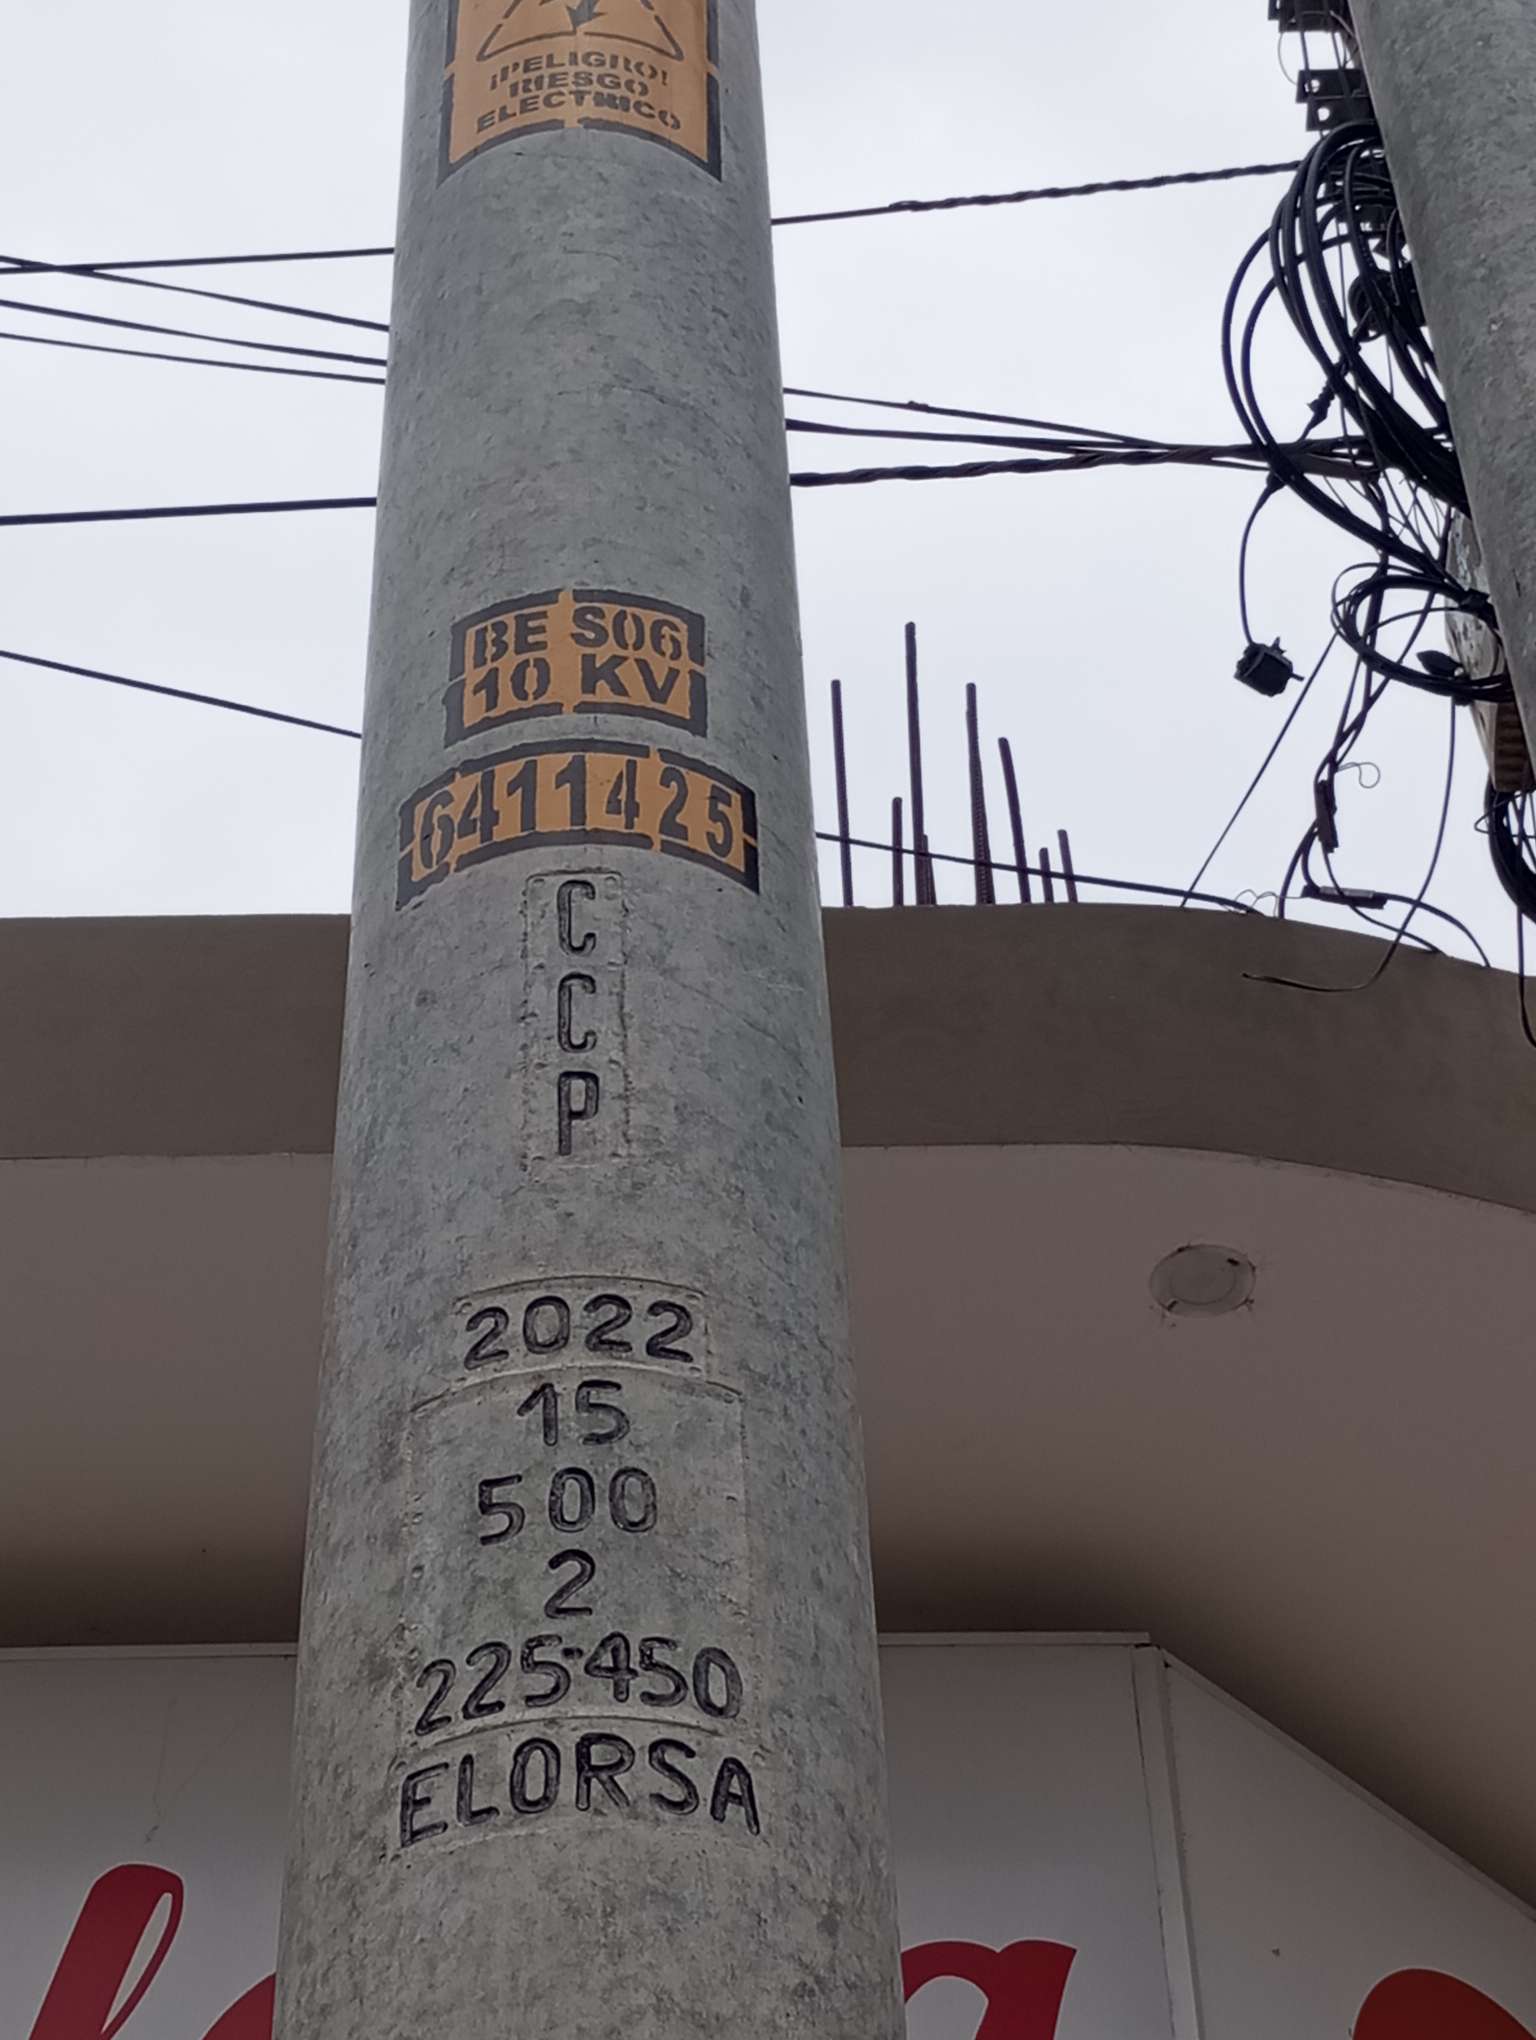 ¡PELIGRO!
RIESGO
ELECTRICO
BE S06
10 KV
6411425
C
C
P
2022
15
500
2
225-450
ELORSA